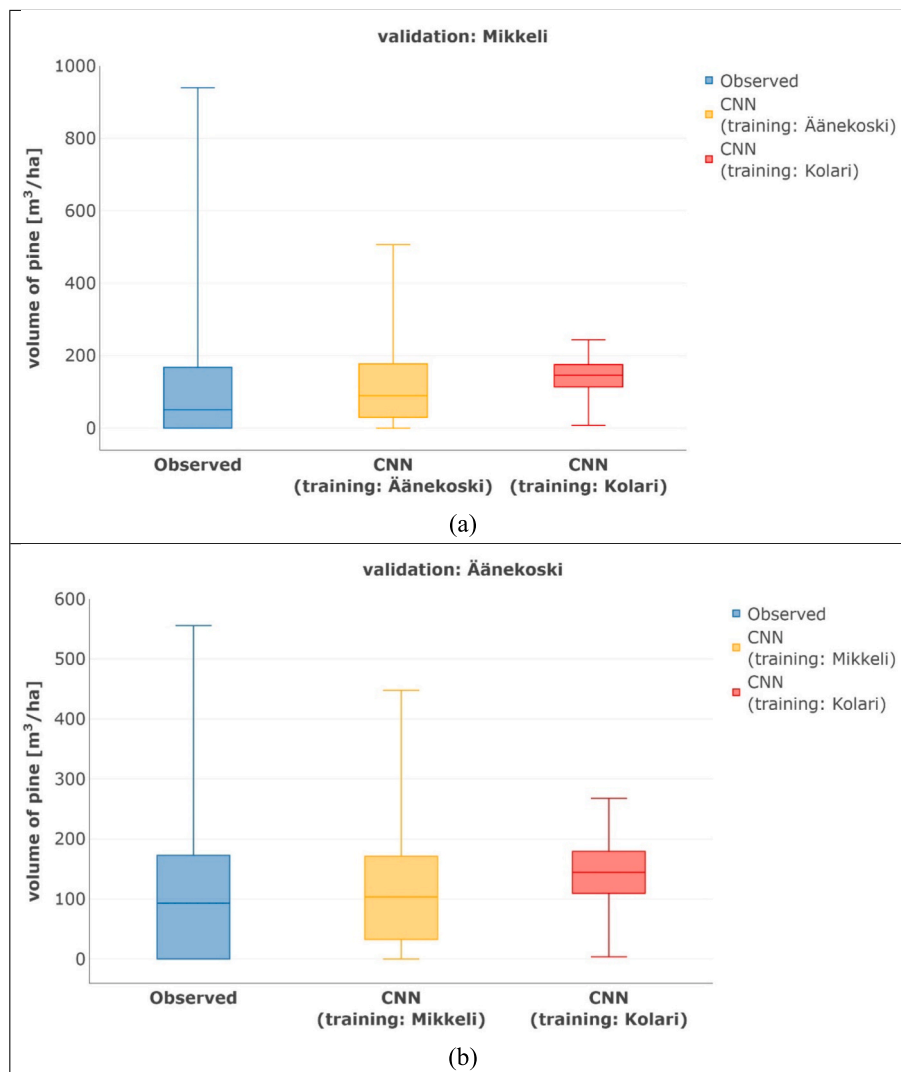 validation: Mikkeli
1000
800
600
400
200
0
volume of pine [m³/ha]
Observed
CNN
(training: Äänekoski)
CNN
(training: Kolari)
Observed
CNN
(training: Äänekoski)
CNN
(training: Kolari)
(a)
validation: Äänekoski
600
500
400
300
200
100
0
volume of pine [m³/ha]
Observed
CNN
(training: Mikkeli)
CNN
(training: Kolari)
Observed
CNN
(training: Mikkeli)
CNN
(training: Kolari)
(b)